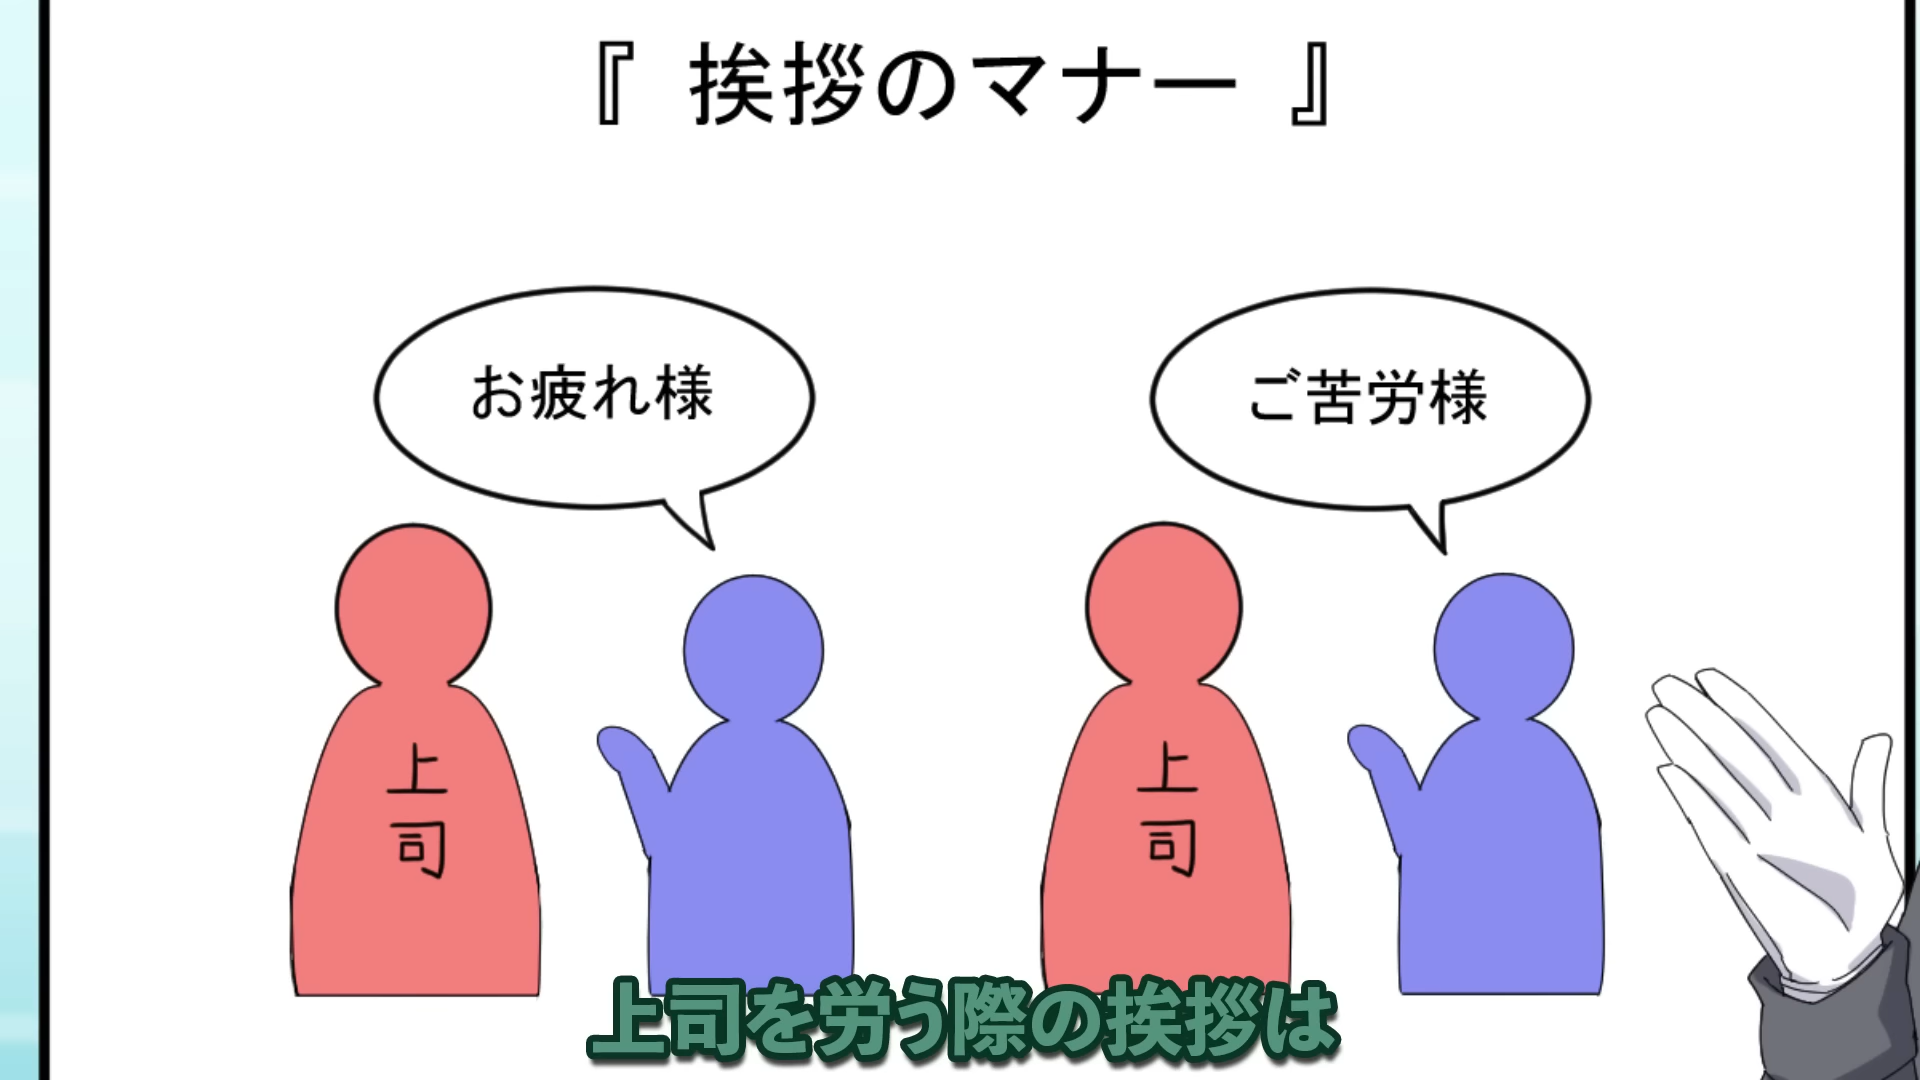 『 挨拶のマナー 』
お疲れ様
ご苦労様
上司
上司
上司を労う際の挨拶は